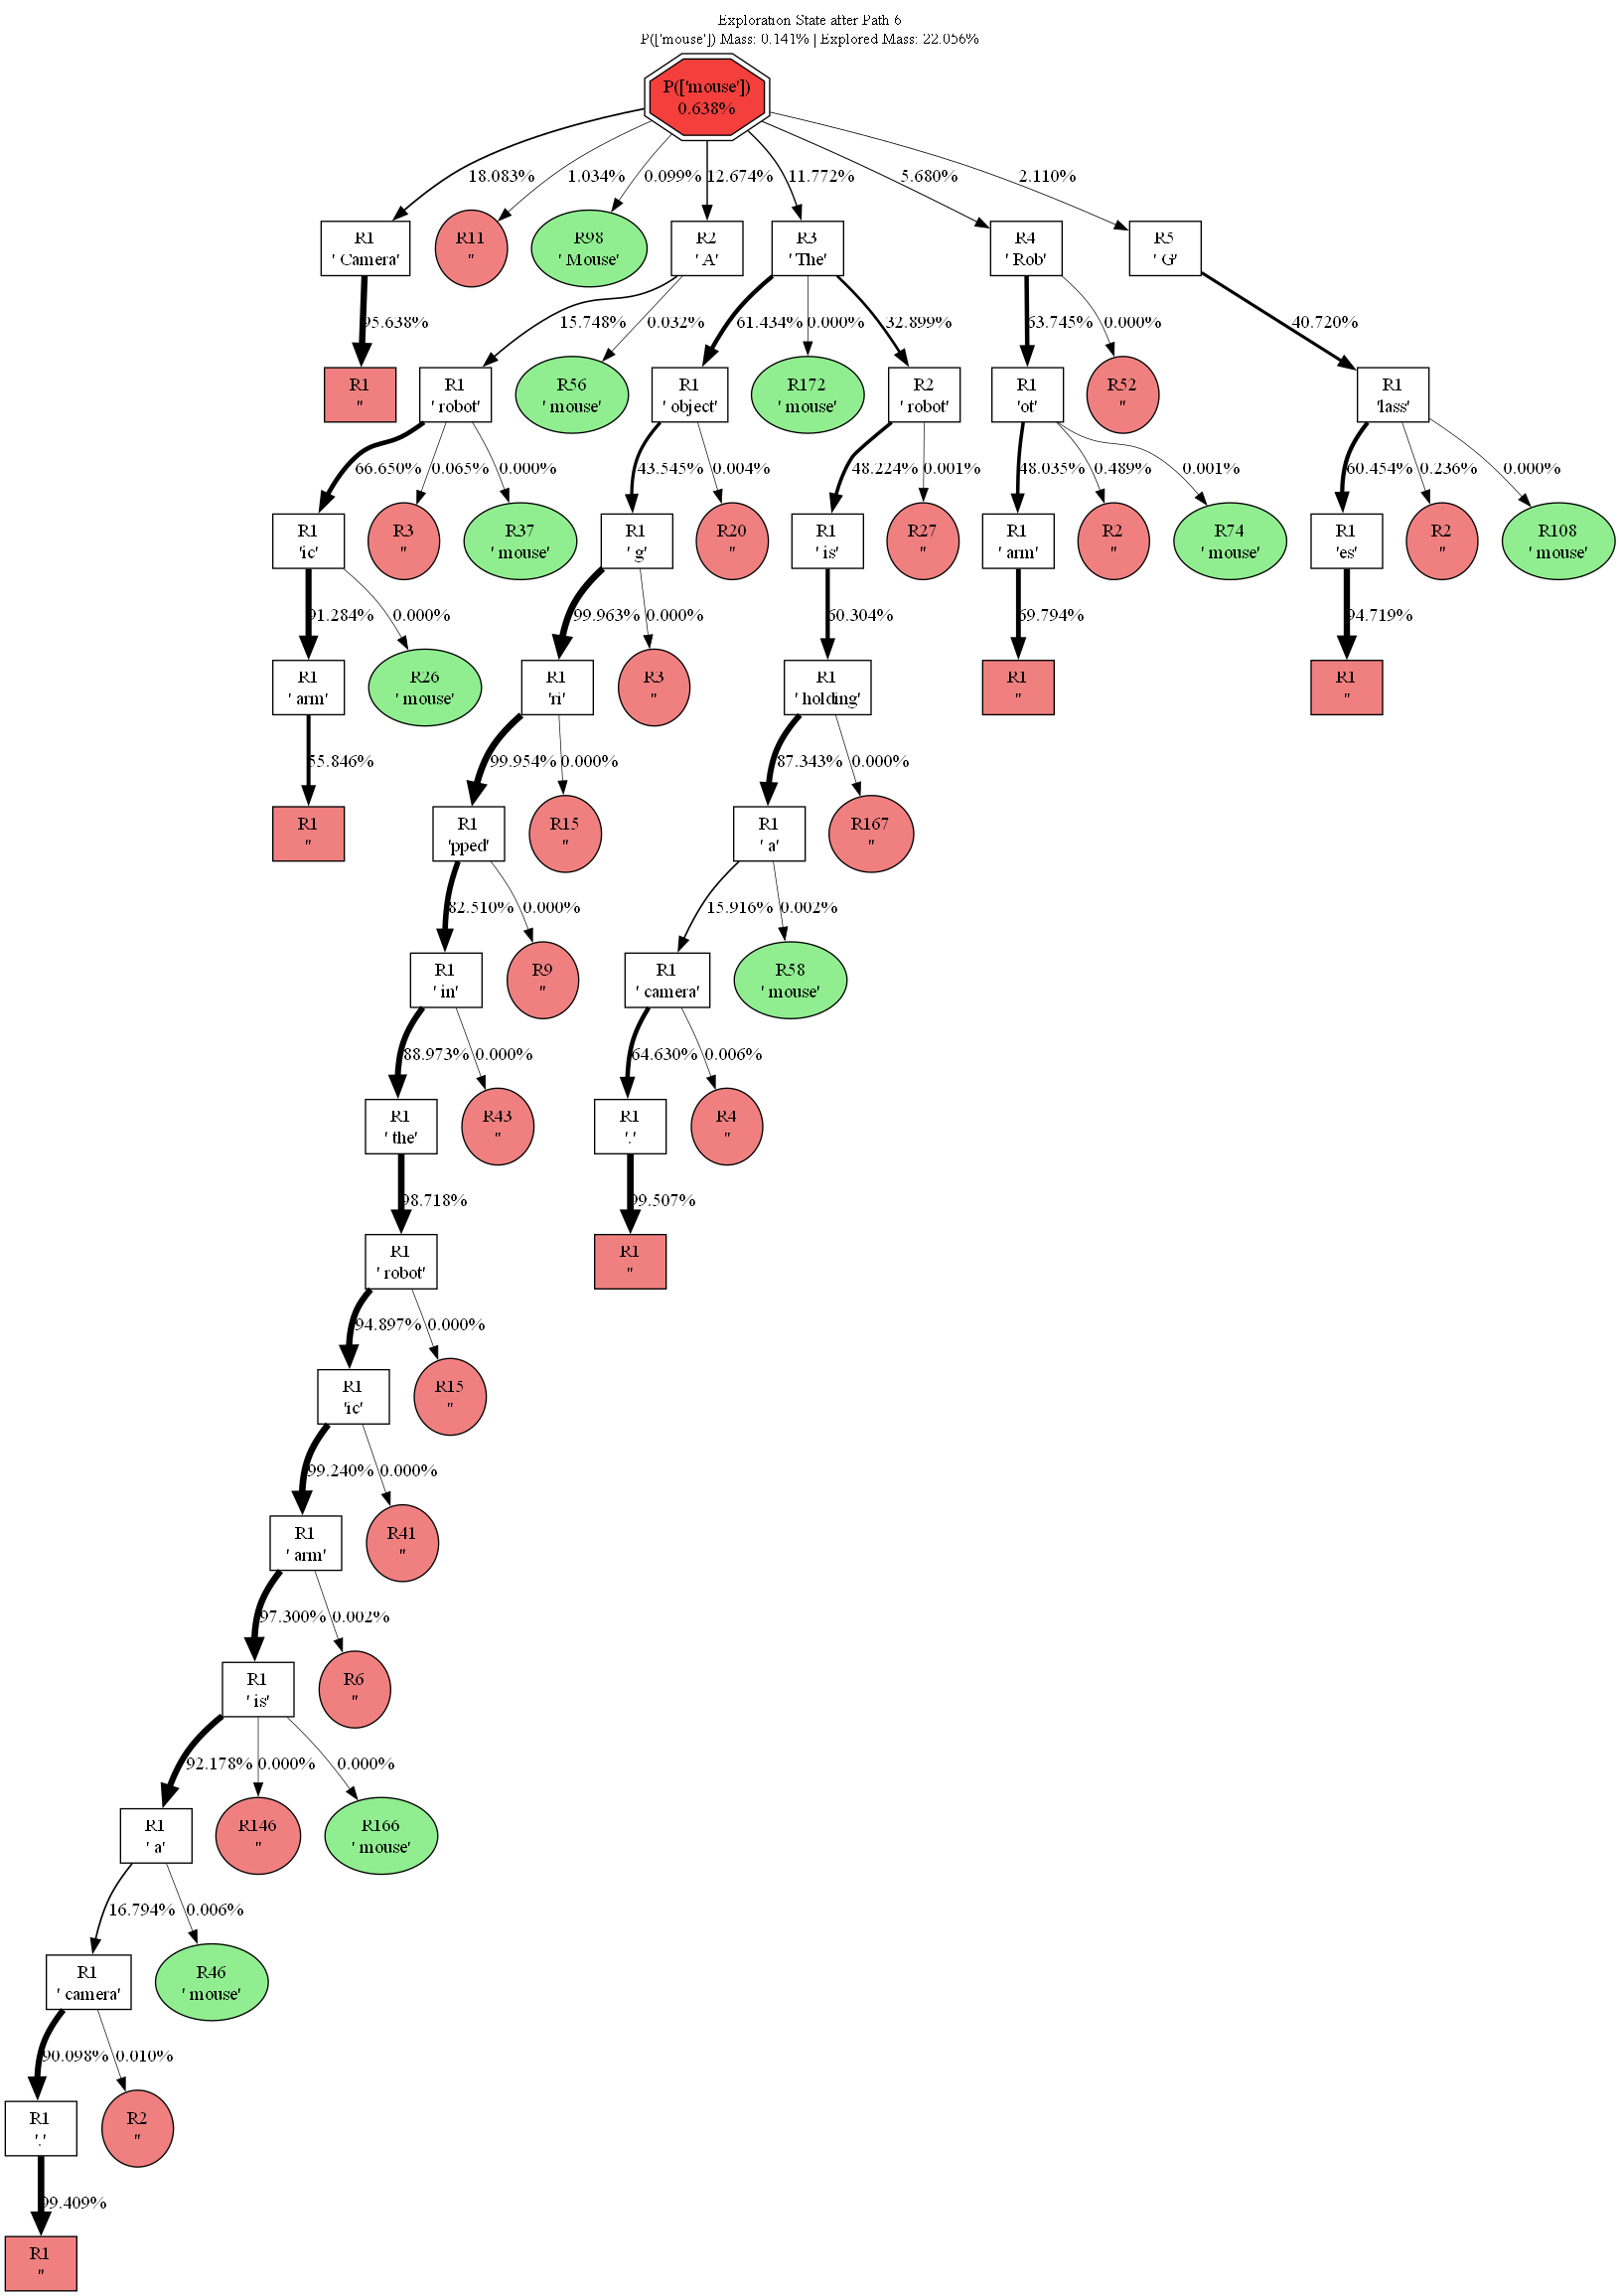 Exploration State after Path 6
P(['mouse']) Mass: 0.141% | Explored Mass: 22.056%
P(['mouse'])
0.638%
18.083%
1.034%
0.099%
12.674%
11.772%
5.680%
2.110%
R1
' Camera'
R11
''
R98
' Mouse'
R2
' A'
R3
' The'
R4
' Rob'
R5
' G'
95.638%
15.748%
0.032%
61.434%
0.000%
32.899%
63.745%
0.000%
40.720%
R1
''
R1
' robot'
R56
' mouse'
R1
' object'
R172
' mouse'
R2
' robot'
R1
'ot'
R52
''
R1
'lass'
66.650%
0.065%
0.000%
43.545%
0.004%
48.224%
0.001%
48.035%
0.489%
0.001%
60.454%
0.236%
0.000%
R1
'ic'
R3
''
R37
' mouse'
R1
' g'
R20
''
R1
' is'
R27
''
R1
' arm'
R2
''
R74
' mouse'
R1
'es'
R2
''
R108
' mouse'
91.284%
0.000%
99.963%
0.000%
60.304%
69.794%
94.719%
R1
' arm'
R26
' mouse'
R1
'ri'
R3
''
R1
' holding'
R1
''
R1
''
55.846%
99.954%
0.000%
87.343%
0.000%
R1
''
R1
'pped'
R15
''
R1
' a'
R167
''
82.510%
0.000%
15.916%
0.002%
R1
' in'
R9
''
R1
' camera'
R58
' mouse'
88.973%
0.000%
64.630%
0.006%
R1
' the'
R43
''
R1
'.'
R4
''
98.718%
99.507%
R1
' robot'
R1
''
94.897%
0.000%
R1
'ic'
R15
''
99.240%
0.000%
R1
' arm'
R41
''
97.300%
0.002%
R1
' is'
R6
''
92.178%
0.000%
0.000%
R1
' a'
R146
''
R166
' mouse'
16.794%
0.006%
R1
' camera'
R46
' mouse'
90.098%
0.010%
R1
'.'
R2
''
99.409%
R1
''